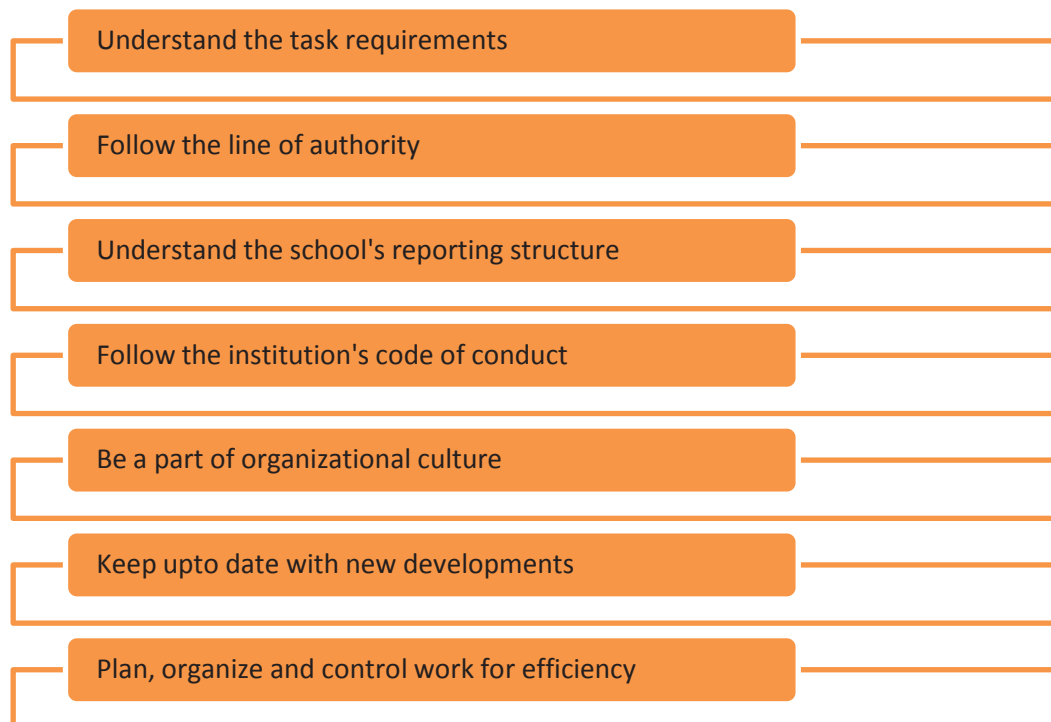 Understand the task requirements
Follow the line of authority
Understand the school's reporting structure
Follow the institution's code of conduct
Be a part of organizational culture
Keep upto date with new developments
Plan, organize and control work for efficiency